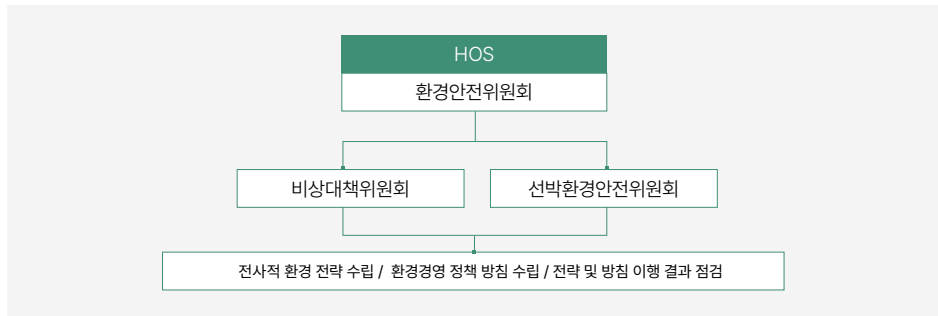 HOS
환경안전위원회
비상대책위원회
선박환경안전위원회
전사적 환경 전략 수립 / 환경경영 정책 방침 수립 / 전략 및 방침 이행 결과 점검